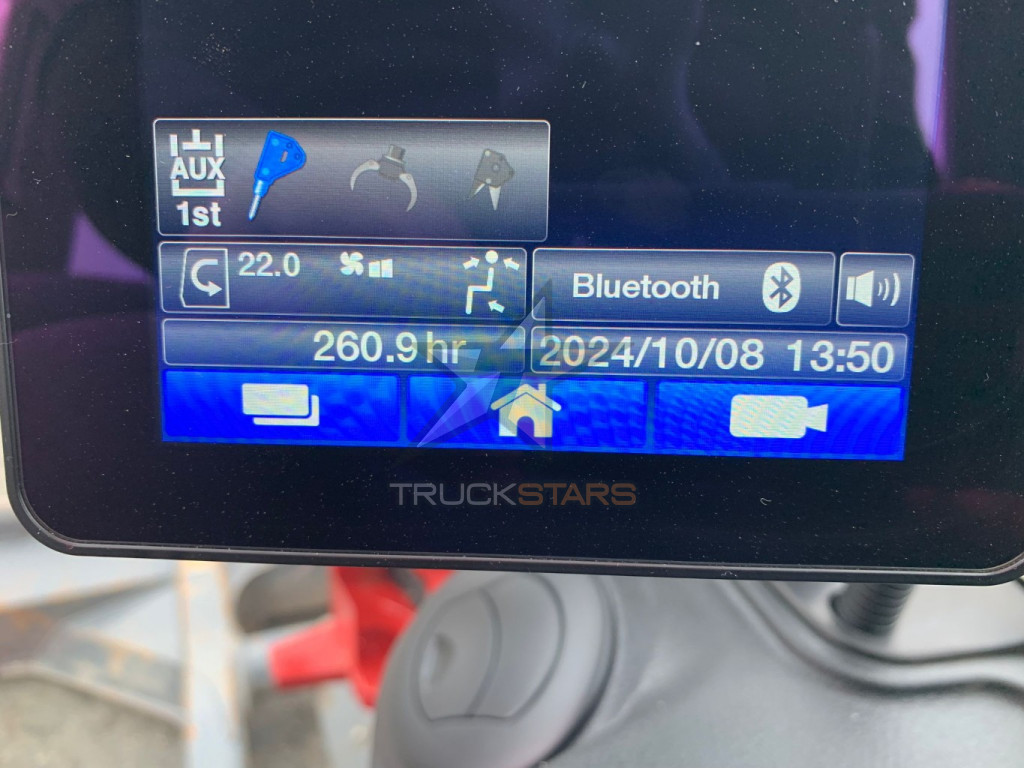 AUX
1st
22.0
Bluetooth
260.9 hr
2024/10/08 13:50
TRUCKSTARS